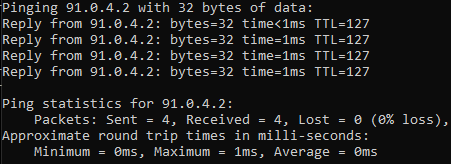 Pinging 91.0.4.2 with 32 bytes of data:
Reply from 91.0.4.2: bytes=32 time<1ms TTL=127
Reply from 91.0.4.2: bytes=32 time=1ms TTL=127
Reply from 91.0.4.2: bytes=32 time=1ms TTL=127
Reply from 91.0.4.2: bytes=32 time=1ms TTL=127
Ping statistics for 91.0.4.2:
Packets: Sent = 4, Received = 4, Lost = 0 (0% loss),
Approximate round trip times in milli-seconds:
Minimum = 0ms, Maximum = 1ms, Average = 0ms